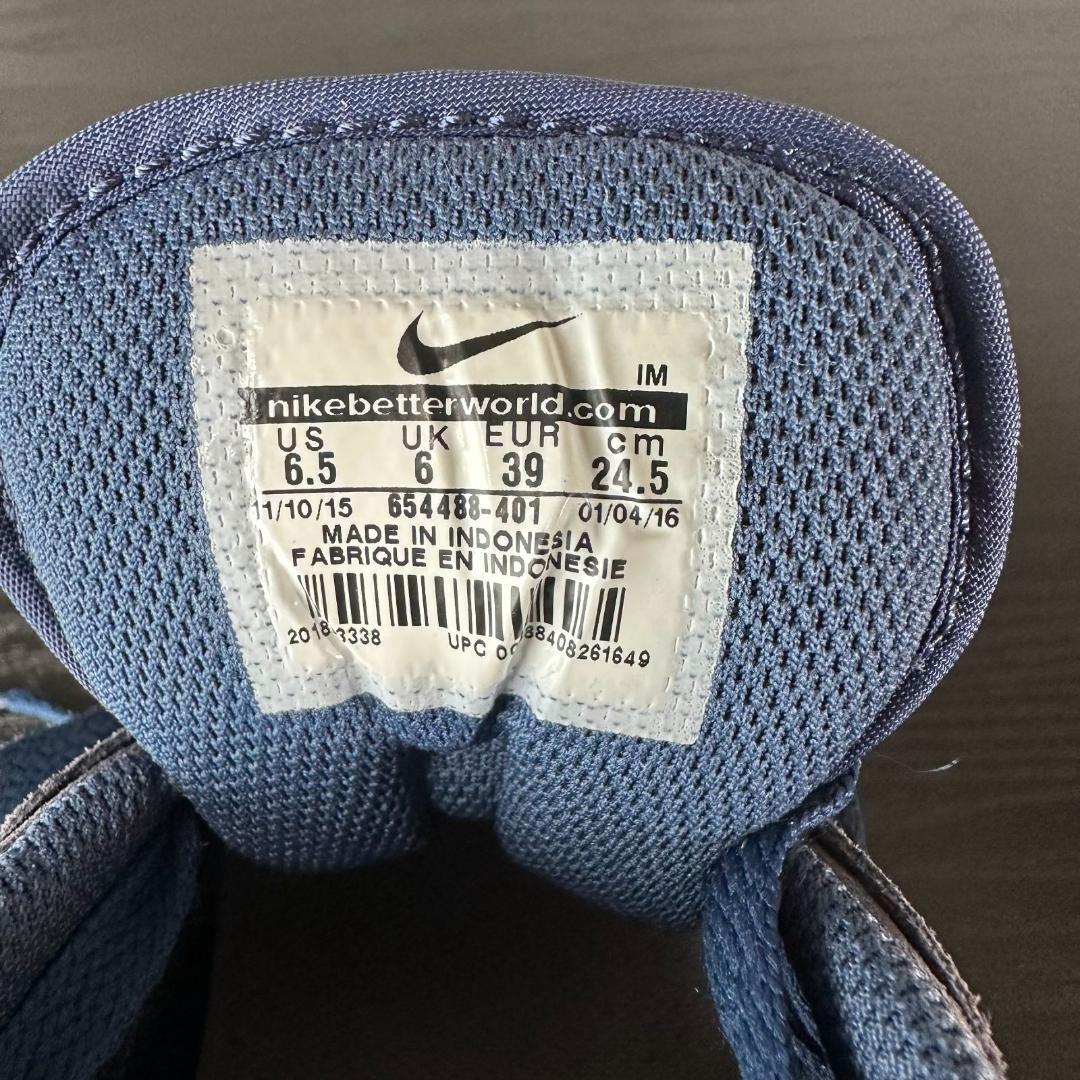 IM
nikebetterworld.com
US UK EUR cm
6.5 6 39 24.5
11/10/15 654488-401 01/04/16
MADE IN INDONESIA
FABRIQUE EN INDONESIE
UPC